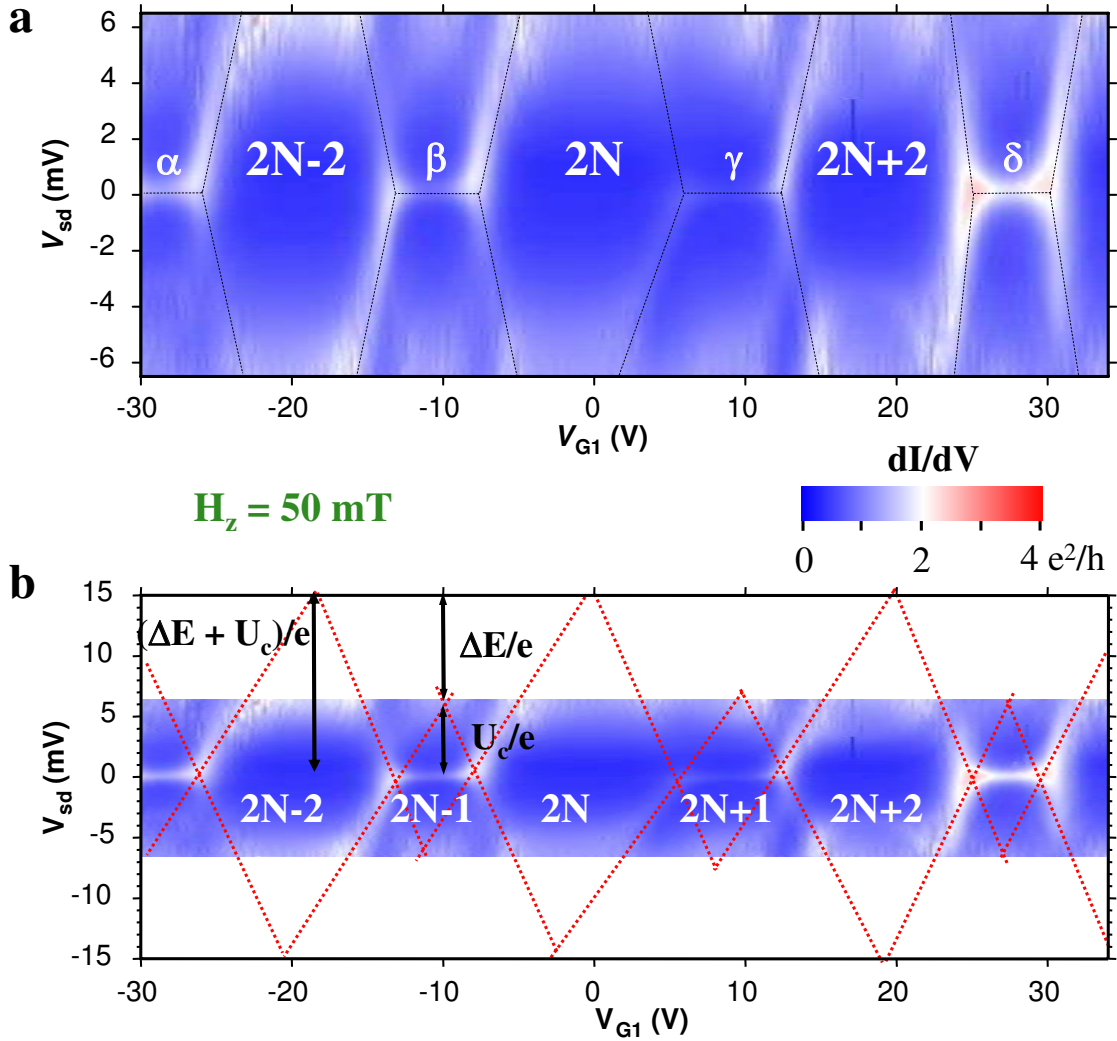 a
6
4
2
0
-2
-4
-6
V_sd (mV)
α 2N-2 β 2N γ 2N+2 δ
-30 -20 -10 0 10 20 30
V_G1 (V)
H_z = 50 mT
dI/dV
0 2 4 e²/h
b
15
10
5
0
-5
-10
-15
V_sd (mV)
(ΔE + U_c)/e
ΔE/e
U_c/e
2N-2 2N-1 2N 2N+1 2N+2
-30 -20 -10 0 10 20 30
V_G1 (V)